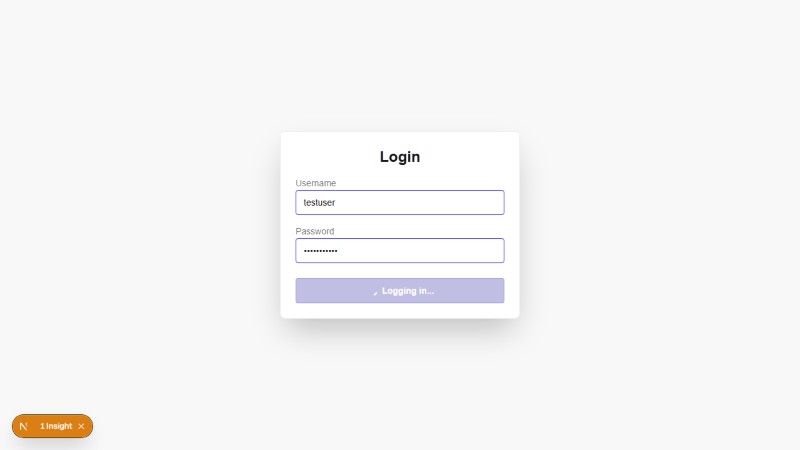 Login
Username
testuser
Password
•••••••••••
Logging in...
N 1 Insight